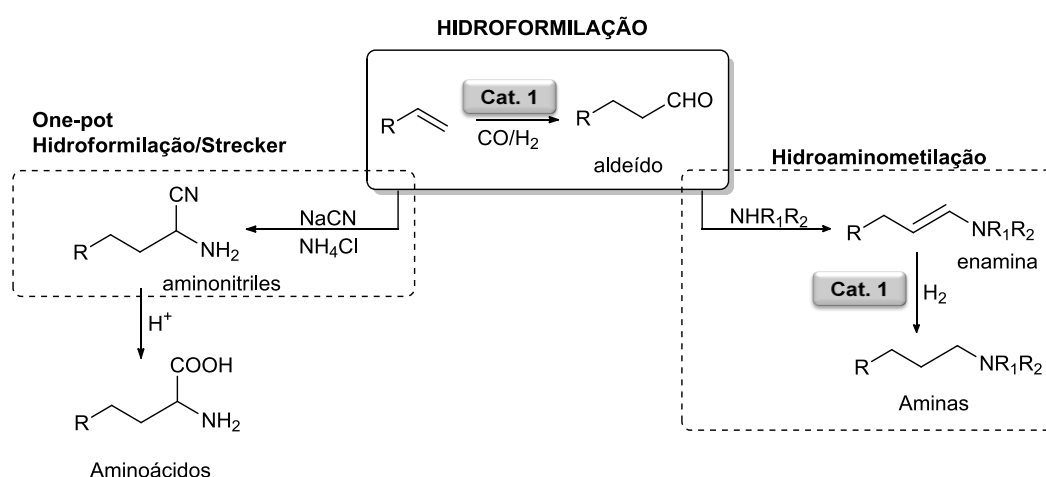 HIDROFORMILAÇÃO
R
Cat. 1
CO/H₂
CHO
aldeído
One-pot
Hidroformilação/Strecker
CN
R
NH₂
aminonitriles
NaCN
NH₄Cl
H⁺
COOH
R
NH₂
Aminoácidos
Hidroaminometilação
NHR₁R₂
R
NR₁R₂
enamina
Cat. 1
H₂
R
NR₁R₂
Aminas